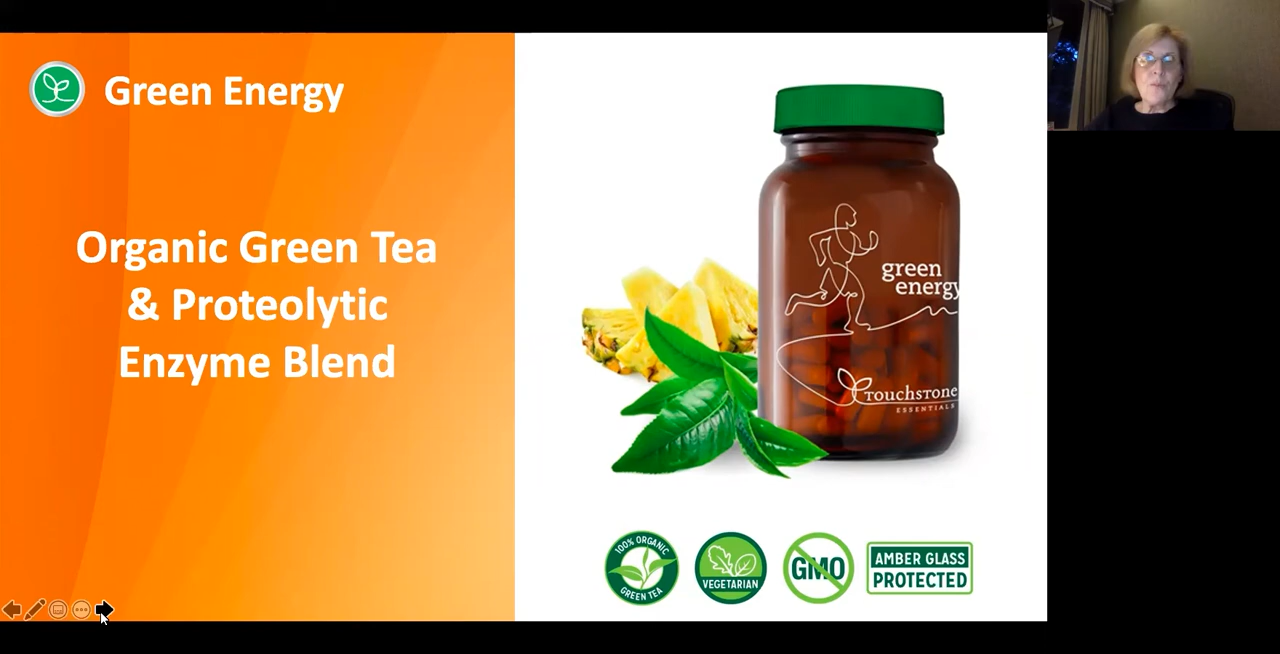 Green Energy
Organic Green Tea
& Proteolytic
Enzyme Blend
green
energy
Touchstone
ESSENTIALS
100% ORGANIC
GREEN TEA
VEGETARIAN
GMO
AMBER GLASS
PROTECTED